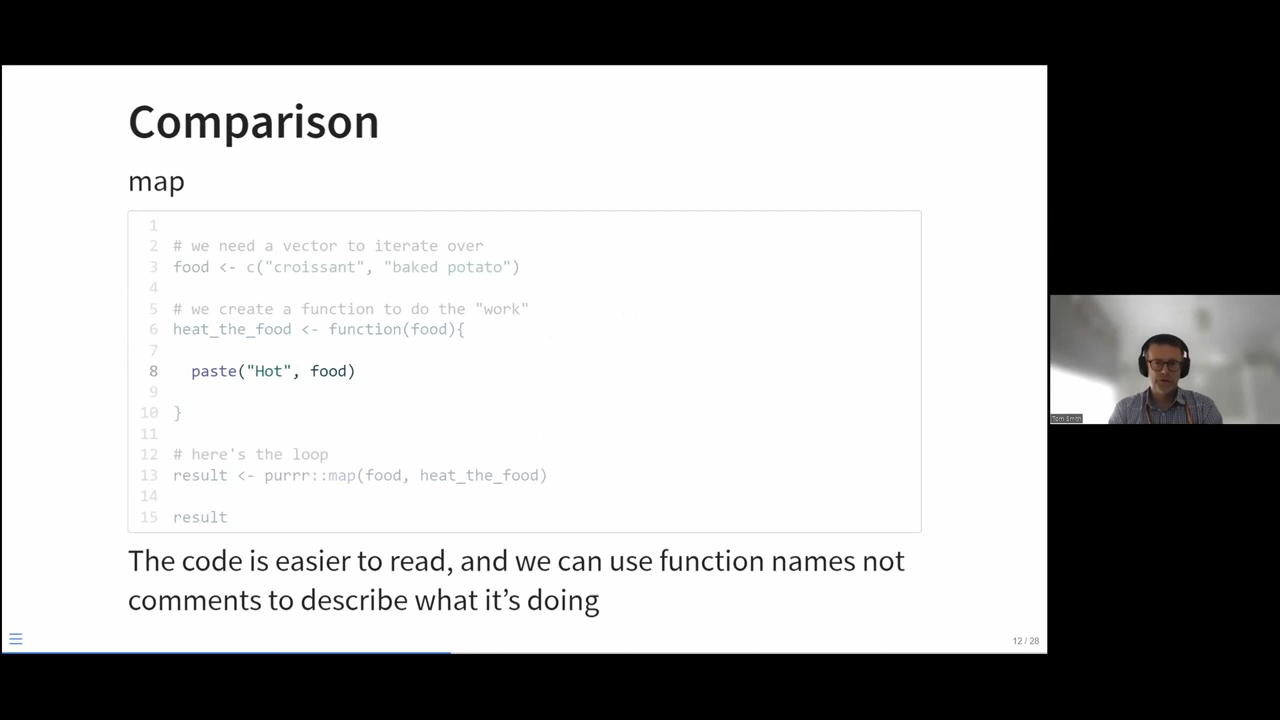 Comparison
map
1
2 # we need a vector to iterate over
3 food <- c("croissant", "baked potato")
4
5 # we create a function to do the "work"
6 heat_the_food <- function(food){
7
8   paste("Hot", food)
9
10 }
11
12 # here's the loop
13 result <- purrr::map(food, heat_the_food)
14
15 result
The code is easier to read, and we can use function names not
comments to describe what it's doing
12 / 28
Tom Smith